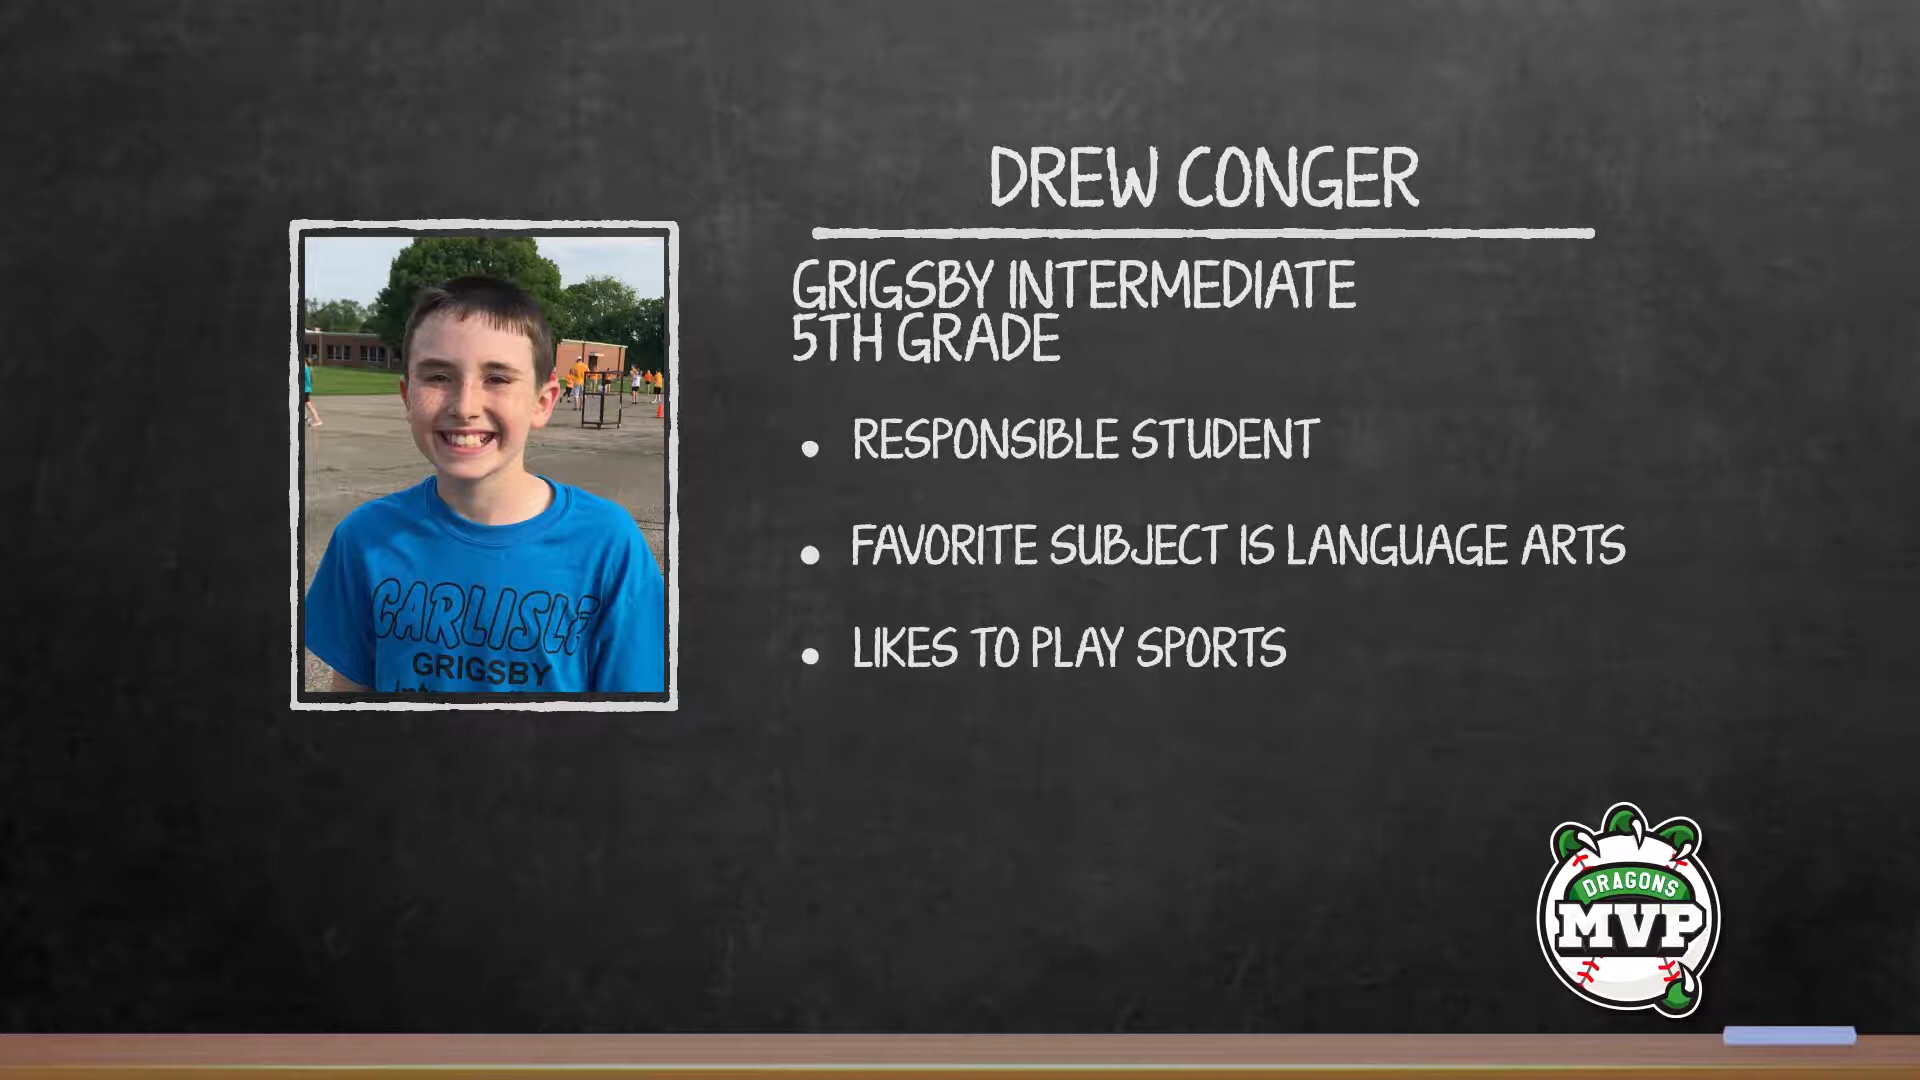 DREW CONGER
GRIGSBY INTERMEDIATE
5TH GRADE
• RESPONSIBLE STUDENT
• FAVORITE SUBJECT IS LANGUAGE ARTS
• LIKES TO PLAY SPORTS
CARLISLE
GRIGSBY
DRAGONS
MVP